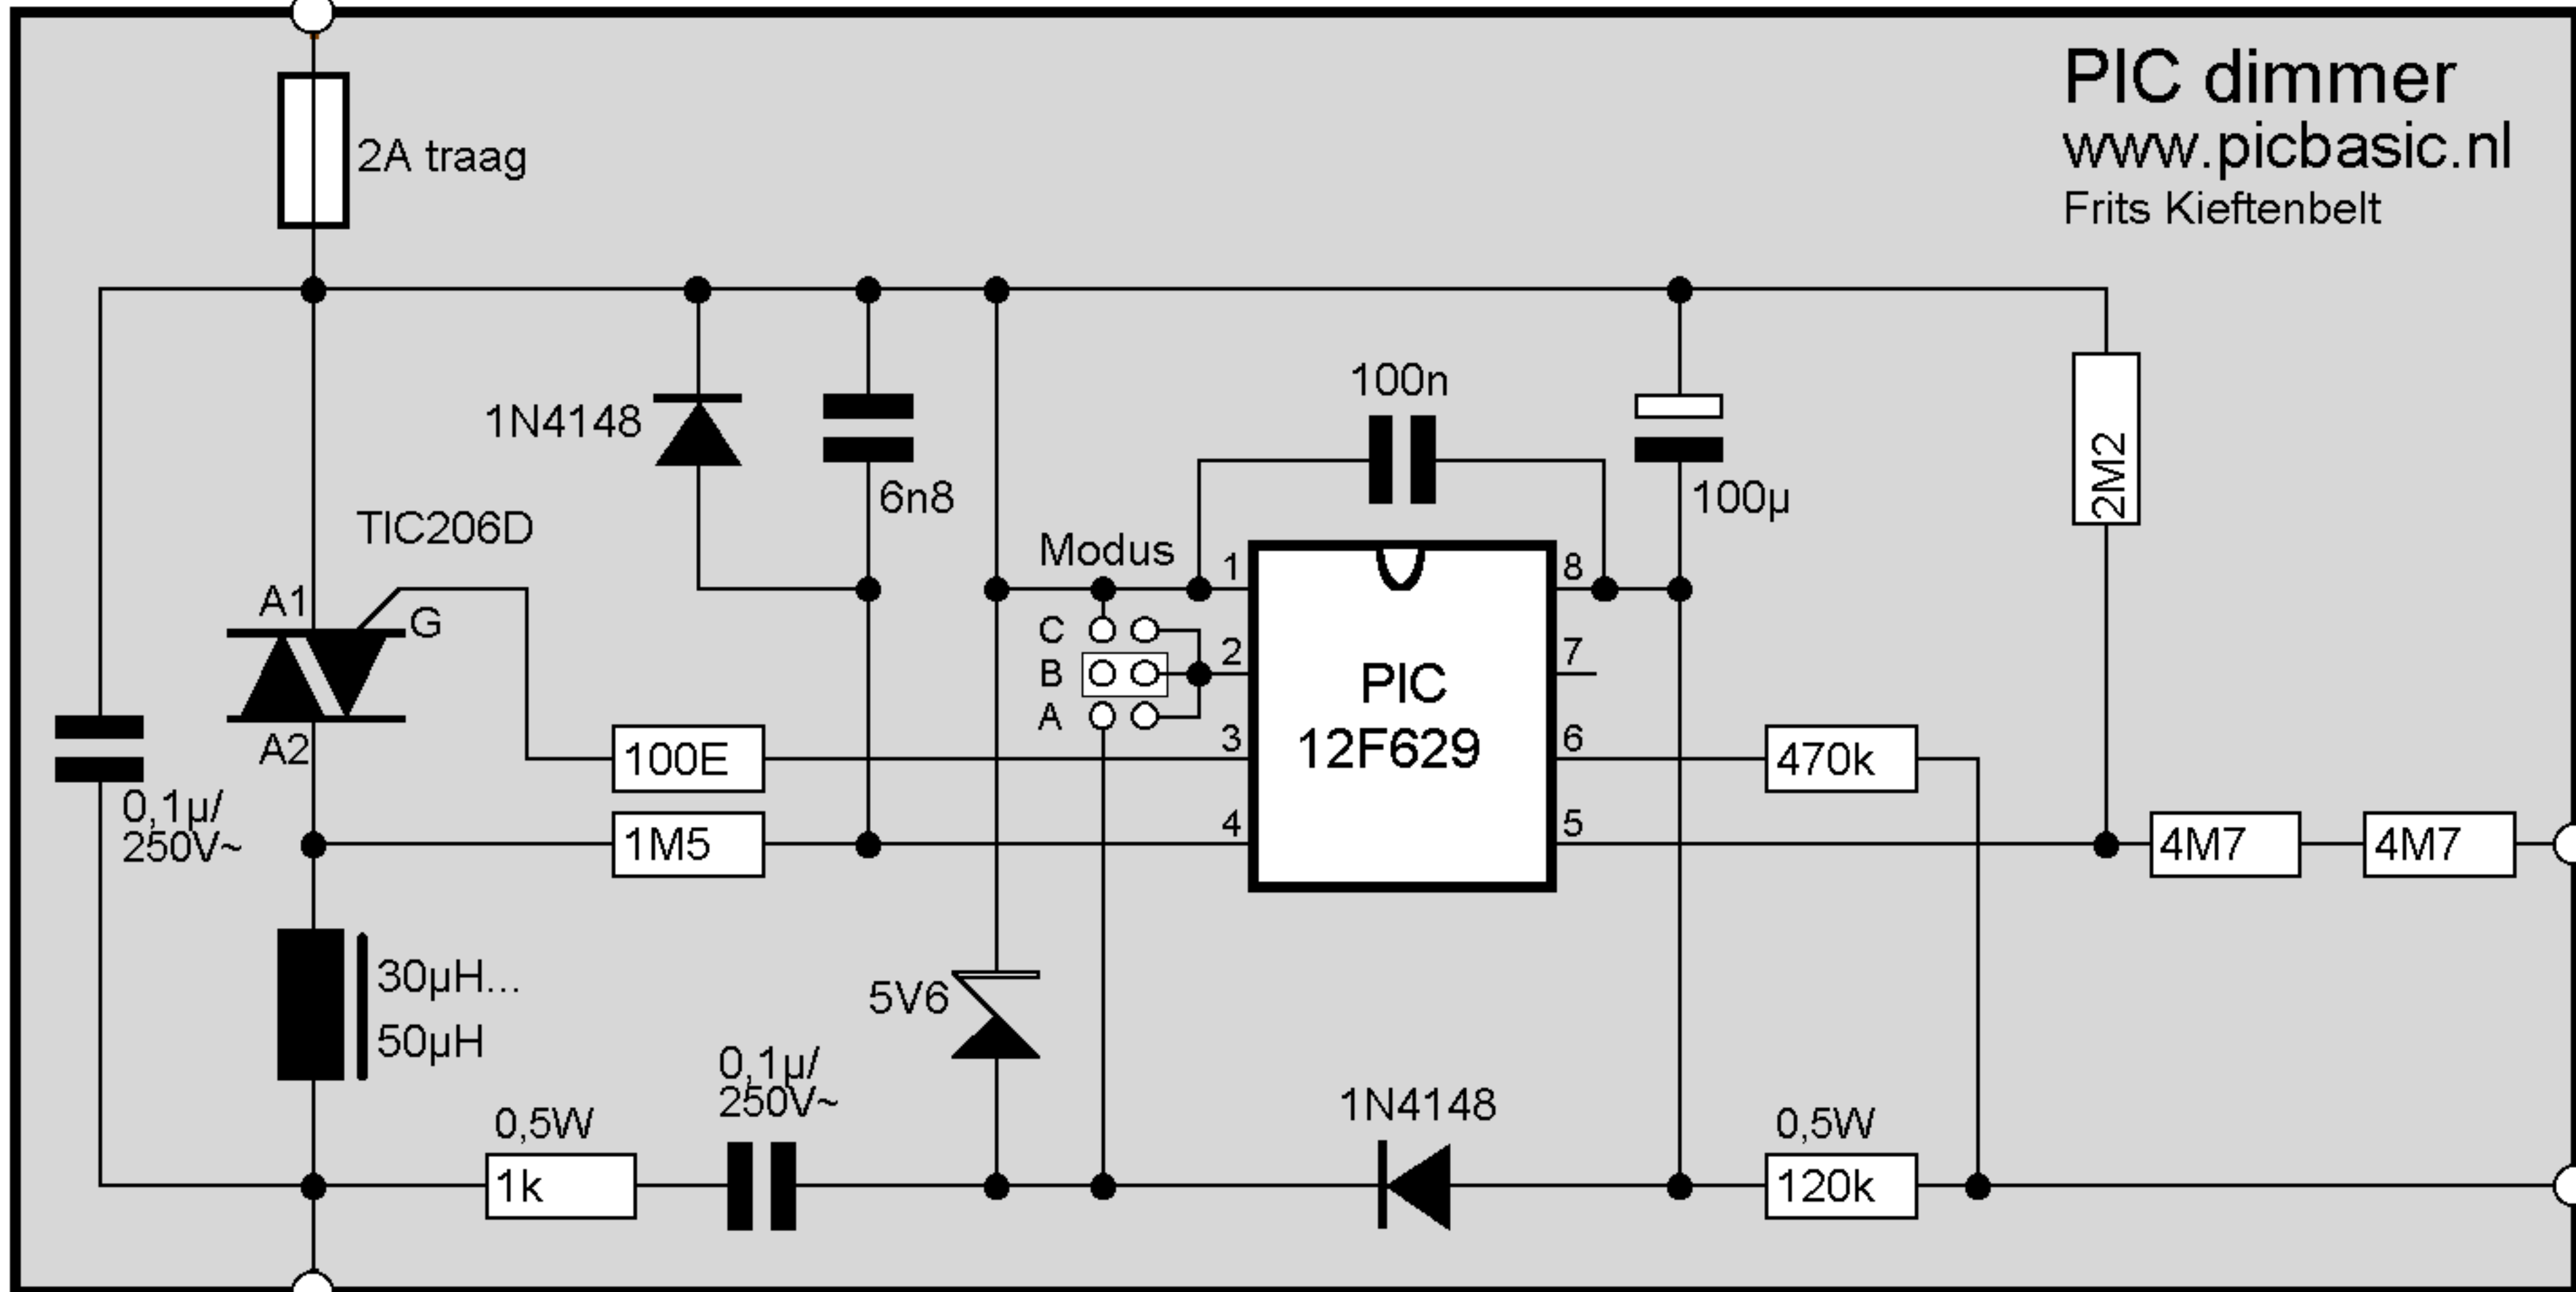 PIC dimmer
www.picbasic.nl
Frits Kieftenbelt
2A traag
100n
1N4148
6n8
100µ
2M2
TIC206D
Modus
A1
G
A2
C
B
A
1
2
3
4
8
7
6
5
PIC
12F629
100E
1M5
470k
4M7
4M7
0,1µ/
250V~
30µH...
50µH
5V6
0,1µ/
250V~
0,5W
1k
1N4148
0,5W
120k